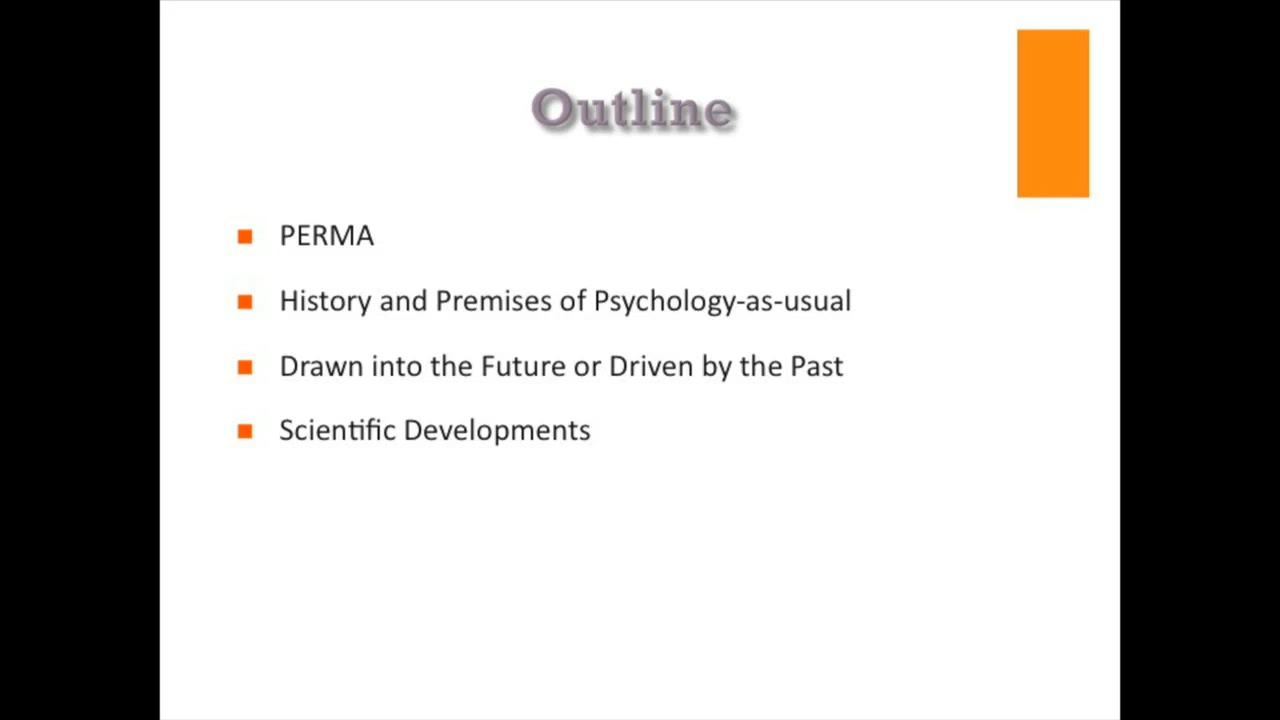 Outline
PERMA
History and Premises of Psychology-as-usual
Drawn into the Future or Driven by the Past
Scientific Developments